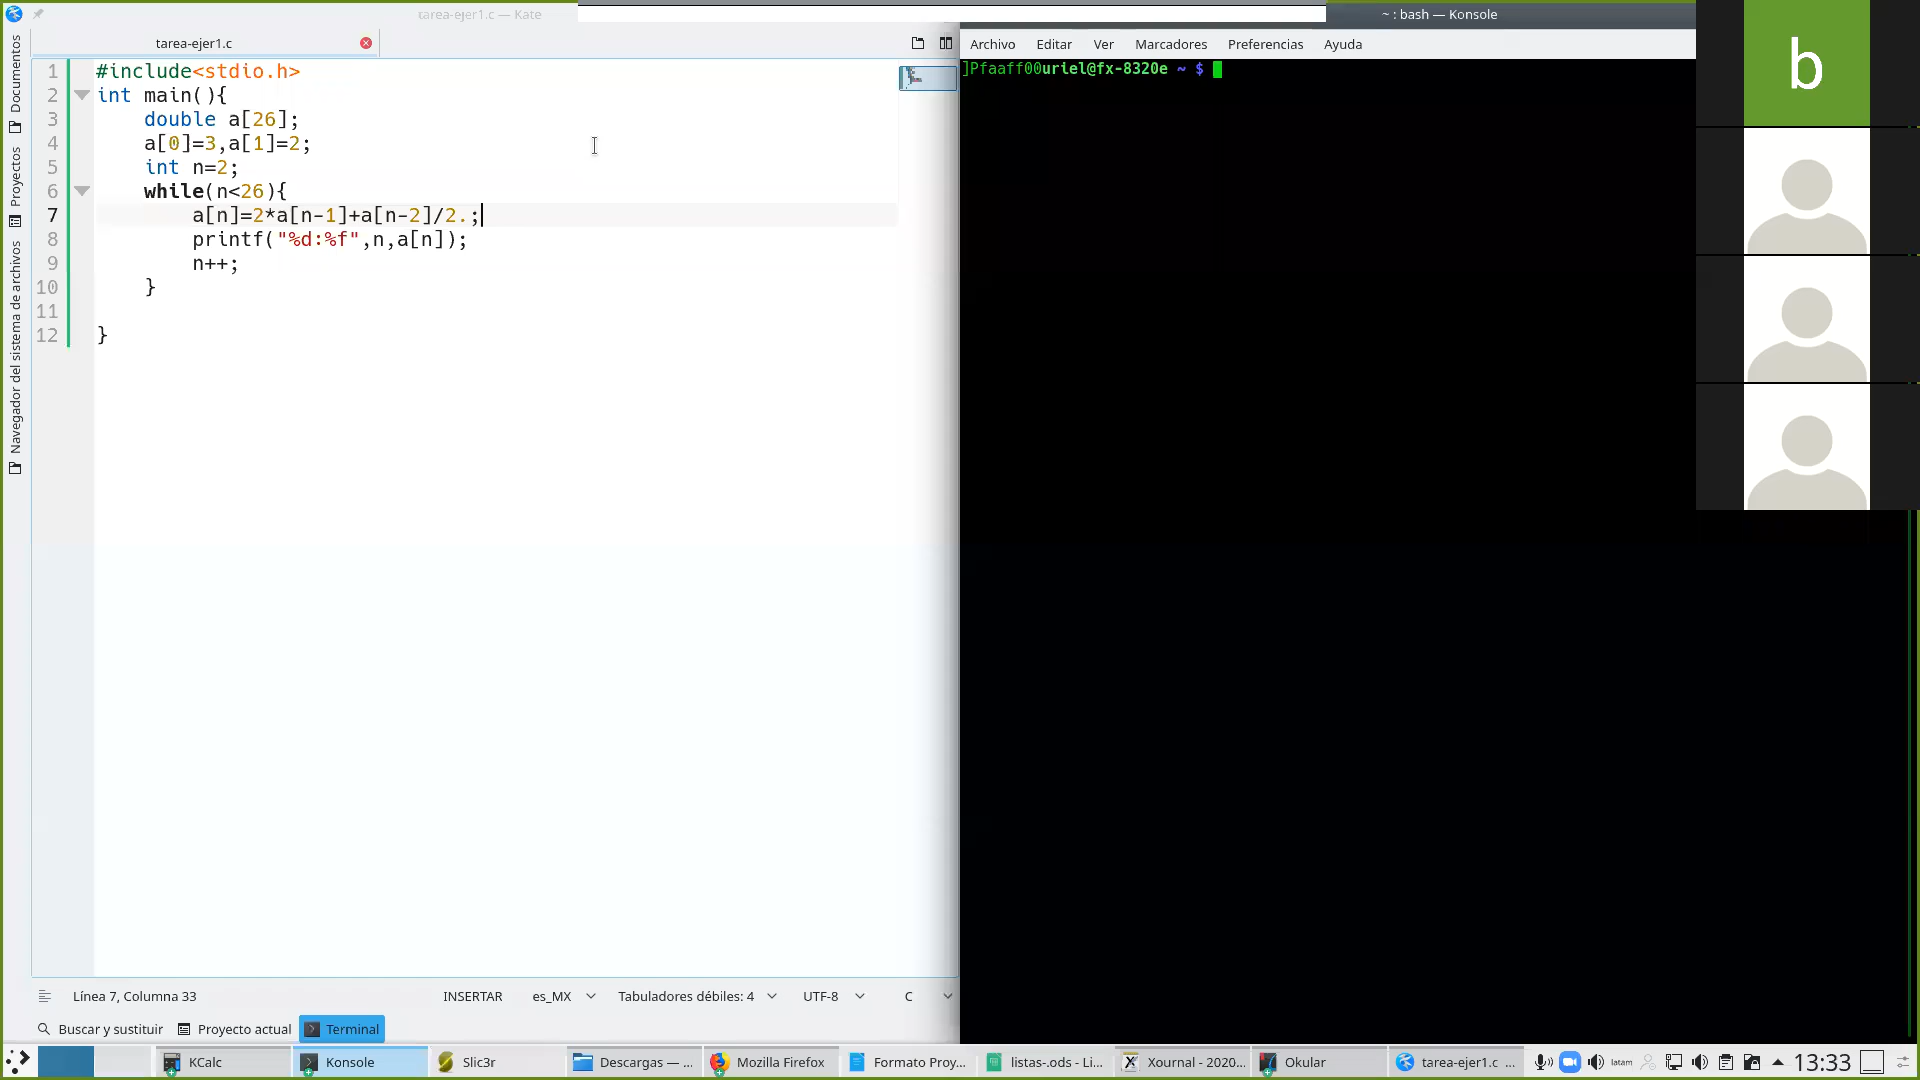 tarea-ejer1.c — Kate
~ : bash — Konsole
tarea-ejer1.c
Archivo Editar Ver Marcadores Preferencias Ayuda
Documentos
Proyectos
Navegador del sistema de archivos
1 #include<stdio.h>
2 int main(){
3 double a[26];
4 a[0]=3,a[1]=2;
5 int n=2;
6 while(n<26){
7 a[n]=2*a[n-1]+a[n-2]/2.;
8 printf("%d:%f",n,a[n]);
9 n++;
10 }
11
12 }
]Pfaaff00uriel@fx-8320e ~ $
b
Línea 7, Columna 33 INSERTAR es_MX Tabuladores débiles: 4 UTF-8 C
Buscar y sustituir Proyecto actual Terminal
KCalc Konsole Slic3r Descargas — ... Mozilla Firefox Formato Proy... listas-.ods - Li... Xournal - 2020... Okular tarea-ejer1.c ... latam 13:33